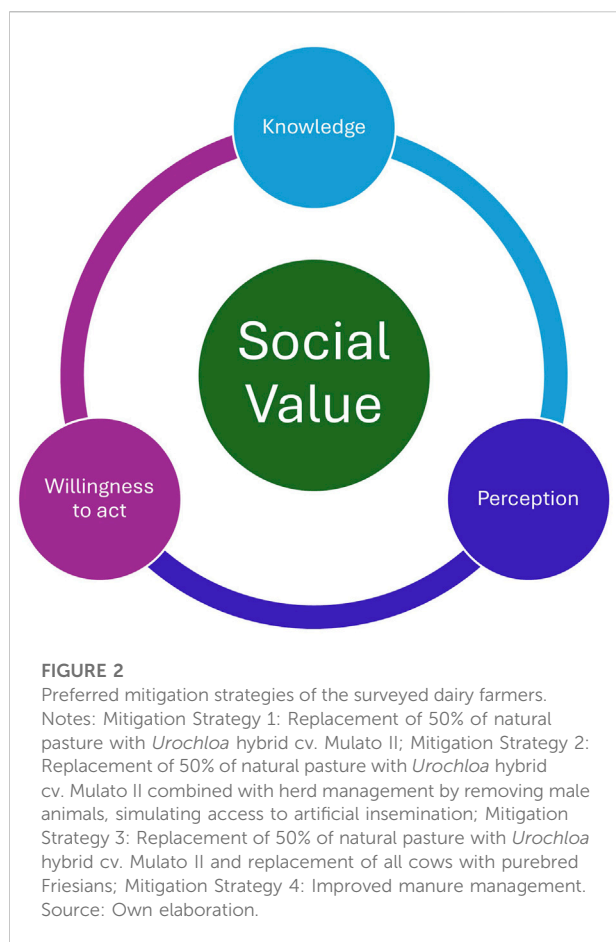 Knowledge
Social
Value
Willingness
to act
Perception
FIGURE 2
Preferred mitigation strategies of the surveyed dairy farmers.
Notes: Mitigation Strategy 1: Replacement of 50% of natural
pasture with Urochloa hybrid cv. Mulato II; Mitigation Strategy 2:
Replacement of 50% of natural pasture with Urochloa hybrid
cv. Mulato II combined with herd management by removing male
animals, simulating access to artificial insemination; Mitigation
Strategy 3: Replacement of 50% of natural pasture with Urochloa
hybrid cv. Mulato II and replacement of all cows with purebred
Friesians; Mitigation Strategy 4: Improved manure management.
Source: Own elaboration.